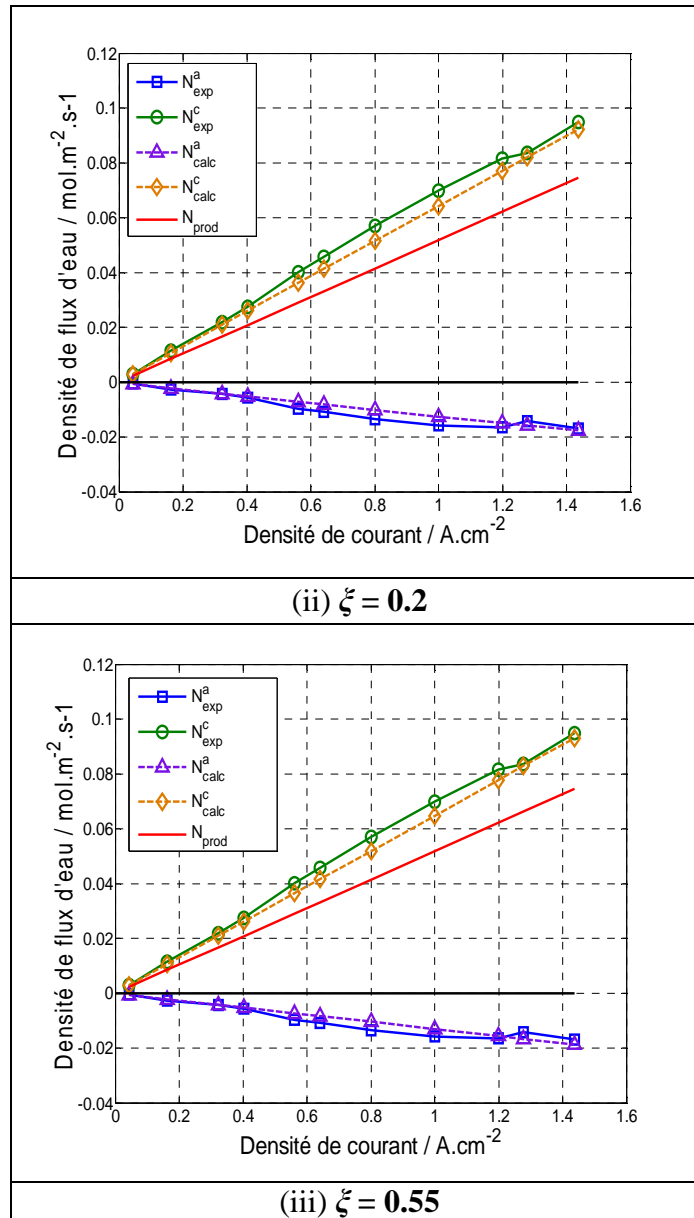 0.12
0.1
0.08
0.06
0.04
0.02
0
-0.02
-0.04
Densité de flux d'eau / mol.m-2.s-1
N^a_exp
N^c_exp
N^a_calc
N^c_calc
N_prod
0 0.2 0.4 0.6 0.8 1 1.2 1.4 1.6
Densité de courant / A.cm-2
(ii) ξ = 0.2
0.12
0.1
0.08
0.06
0.04
0.02
0
-0.02
-0.04
Densité de flux d'eau / mol.m-2.s-1
N^a_exp
N^c_exp
N^a_calc
N^c_calc
N_prod
0 0.2 0.4 0.6 0.8 1 1.2 1.4 1.6
Densité de courant / A.cm-2
(iii) ξ = 0.55